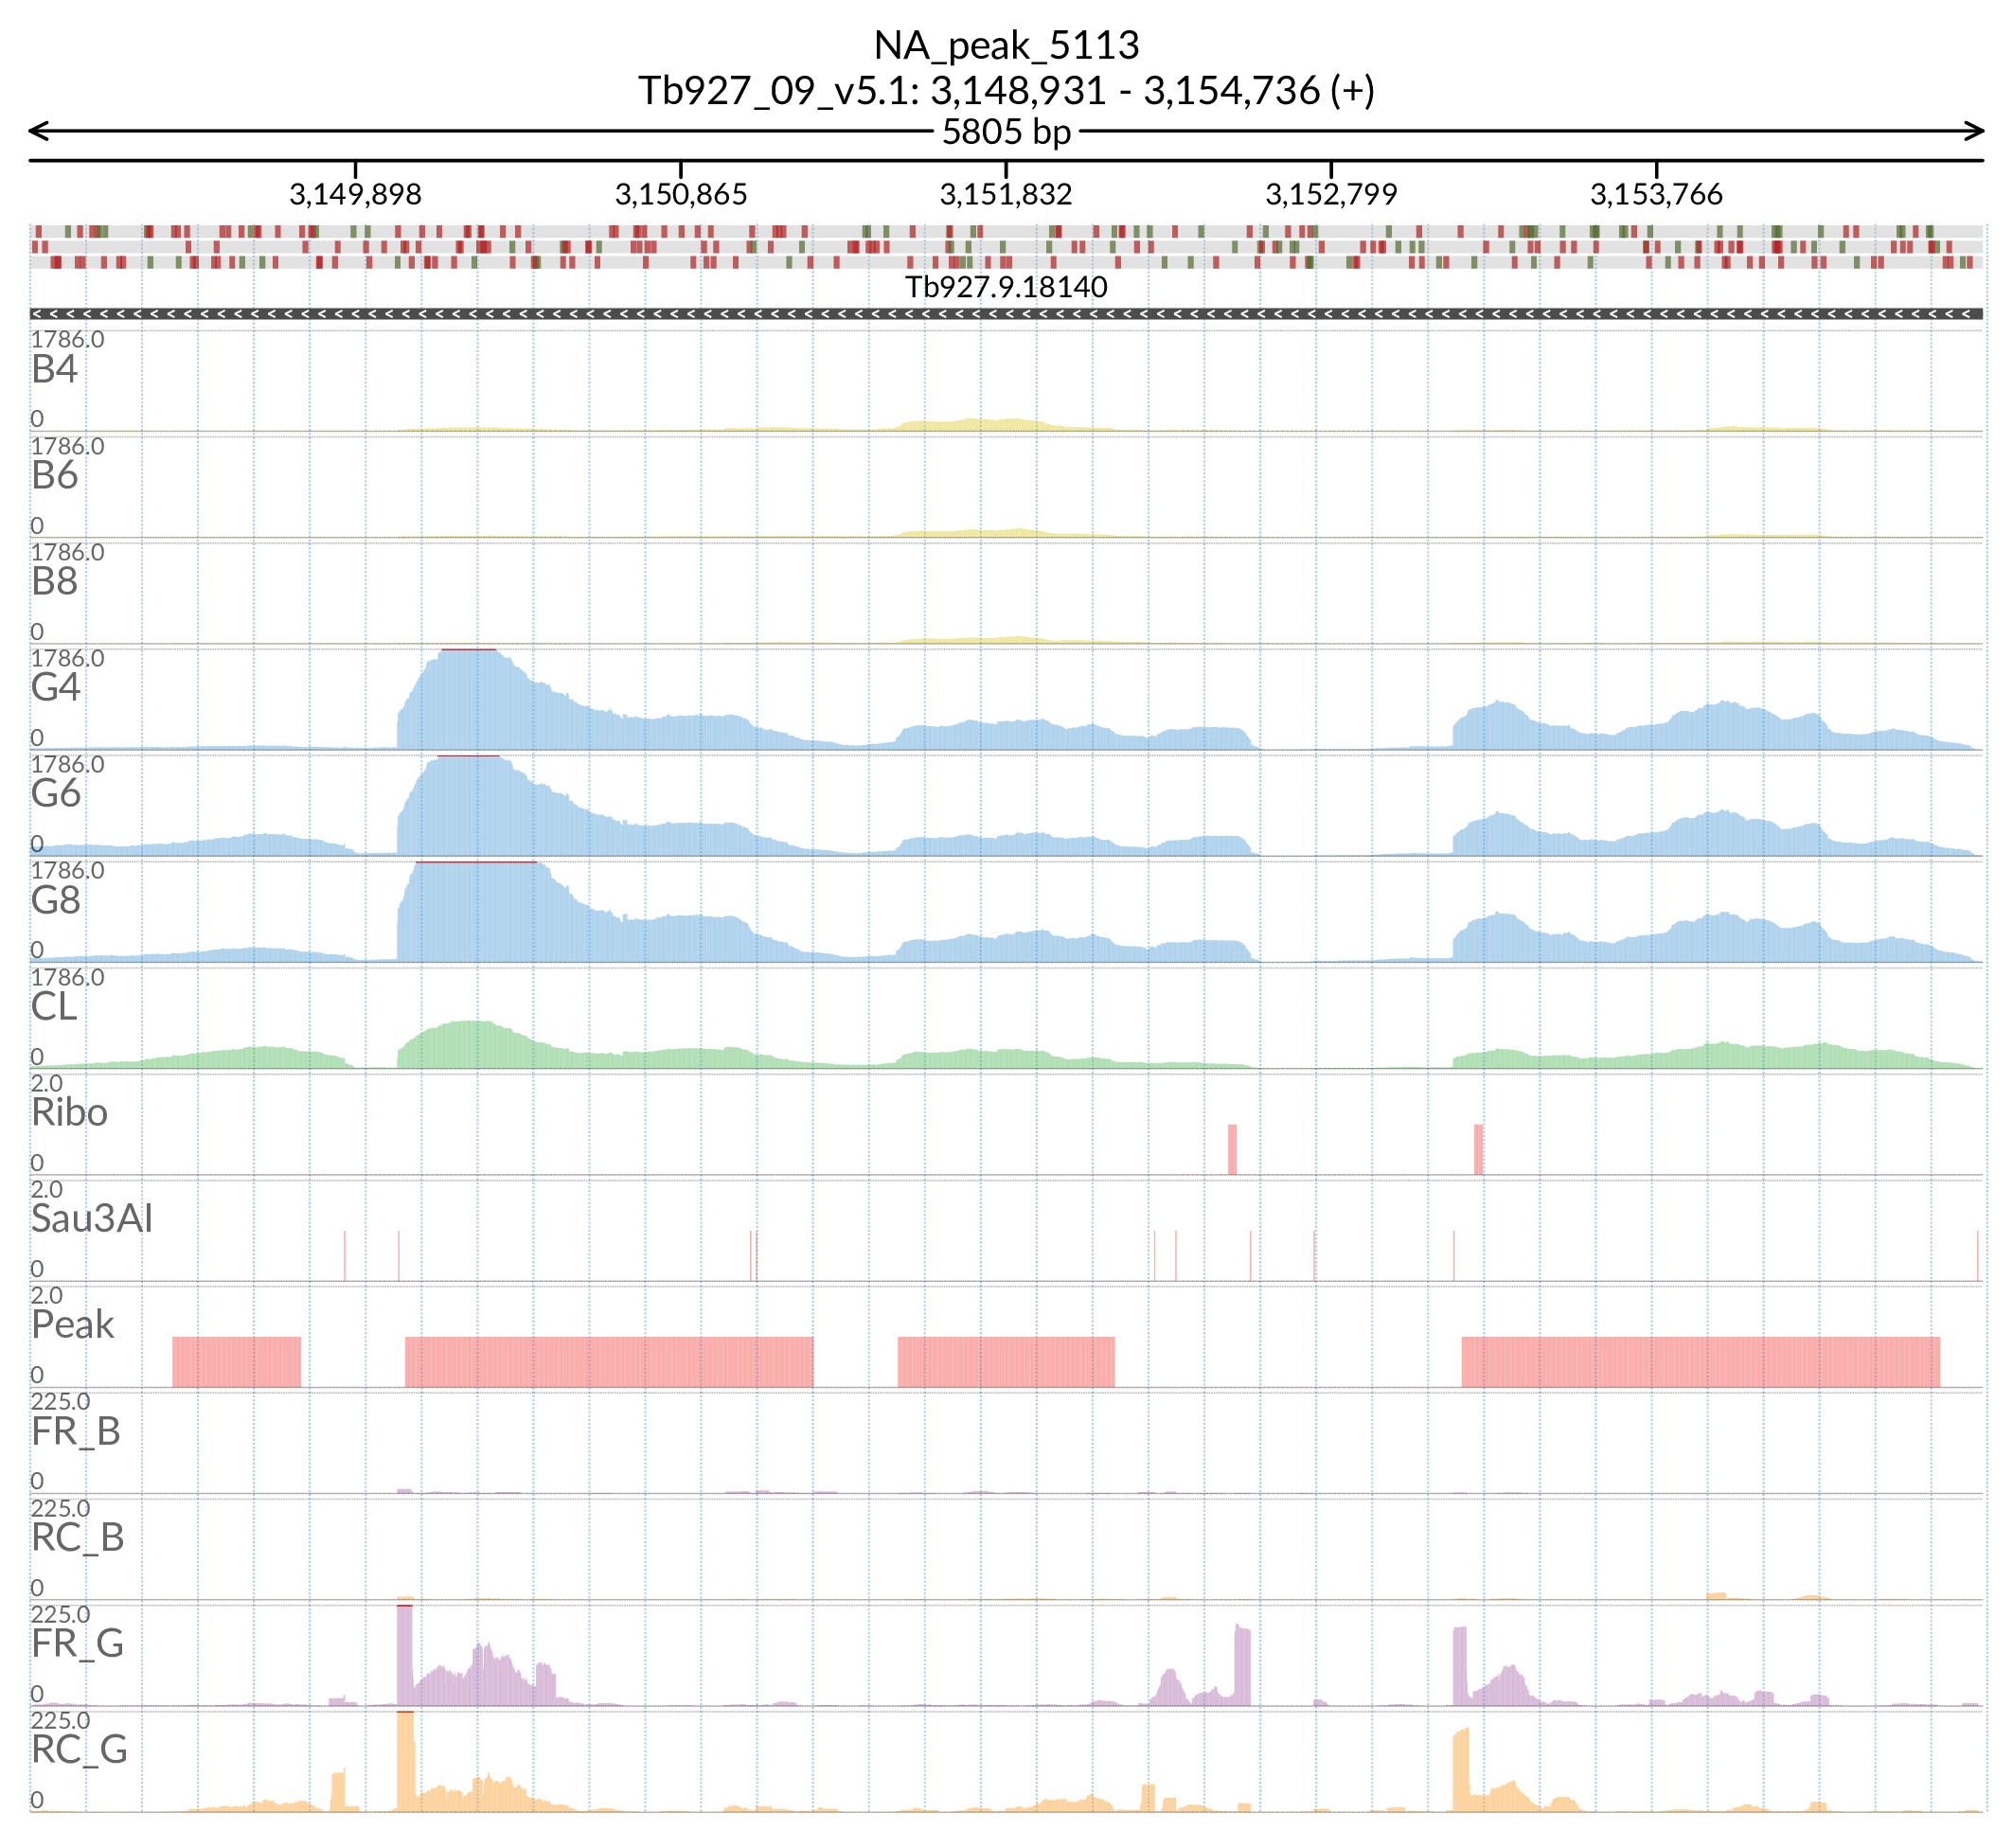 NA_peak_5113
Tb927_09_v5.1: 3,148,931 - 3,154,736 (+)
5805 bp
3,149,898 3,150,865 3,151,832 3,152,799 3,153,766
Tb927.9.18140
1786.0
B4
0
1786.0
B6
0
1786.0
B8
0
1786.0
G4
0
1786.0
G6
0
1786.0
G8
0
1786.0
CL
0
2.0
Ribo
0
2.0
Sau3AI
0
2.0
Peak
0
225.0
FR_B
0
225.0
RC_B
0
225.0
FR_G
0
225.0
RC_G
0